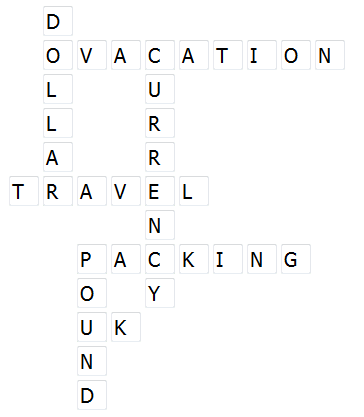 D
O V A C A T I O N
L U
L R
A R
T R A V E L
N
P A C K I N G
O Y
U K
N
D